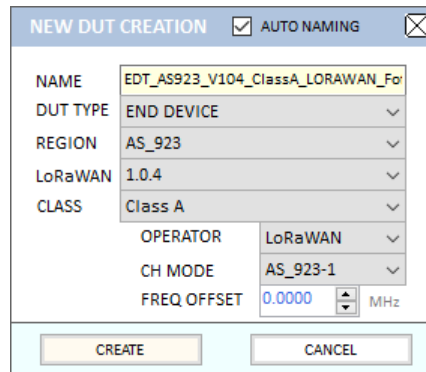 NEW DUT CREATION AUTO NAMING
NAME EDT_AS923_V104_ClassA_LORAWAN_
DUT TYPE END DEVICE
REGION AS_923
LoRaWAN 1.0.4
CLASS Class A
OPERATOR LoRaWAN
CH MODE AS_923-1
FREQ OFFSET 0.0000 MHz
CREATE CANCEL